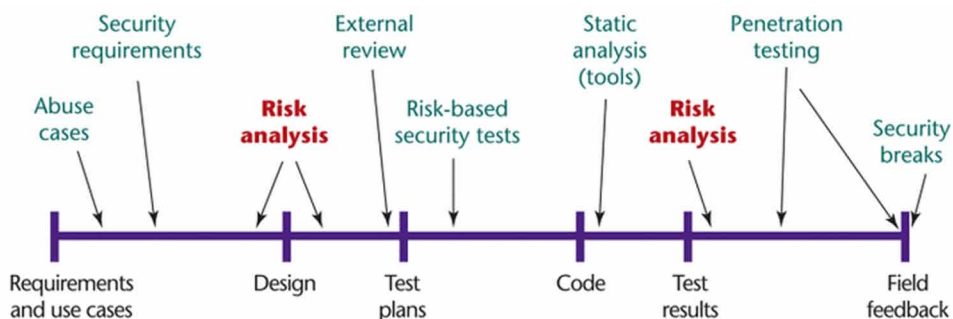 Security
requirements
External
review
Static
analysis
(tools)
Penetration
testing
Abuse
cases
Risk
analysis
Risk-based
security tests
Risk
analysis
Security
breaks
Requirements
and use cases
Design
Test
plans
Code
Test
results
Field
feedback